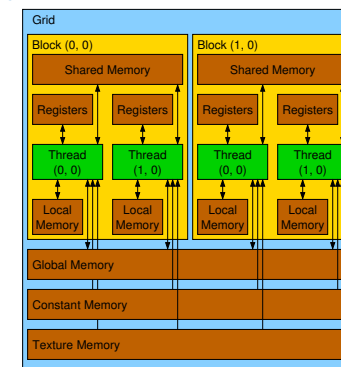 Grid
Block (0, 0)
Block (1, 0)
Shared Memory
Shared Memory
Registers
Registers
Registers
Registers
Thread
(0, 0)
Thread
(1, 0)
Thread
(0, 0)
Thread
(1, 0)
Local
Memory
Local
Memory
Local
Memory
Local
Memory
Global Memory
Constant Memory
Texture Memory